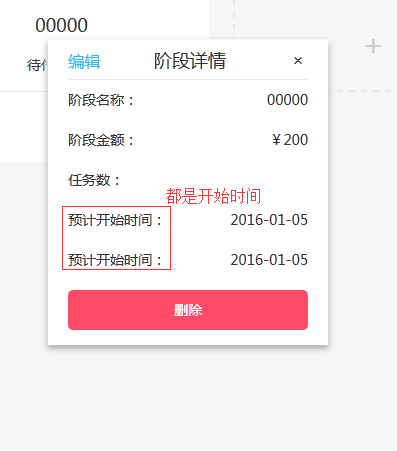 00000
待
编辑 阶段详情 ×
阶段名称： 00000
阶段金额： ￥200
任务数：
都是开始时间
预计开始时间： 2016-01-05
预计开始时间： 2016-01-05
删除